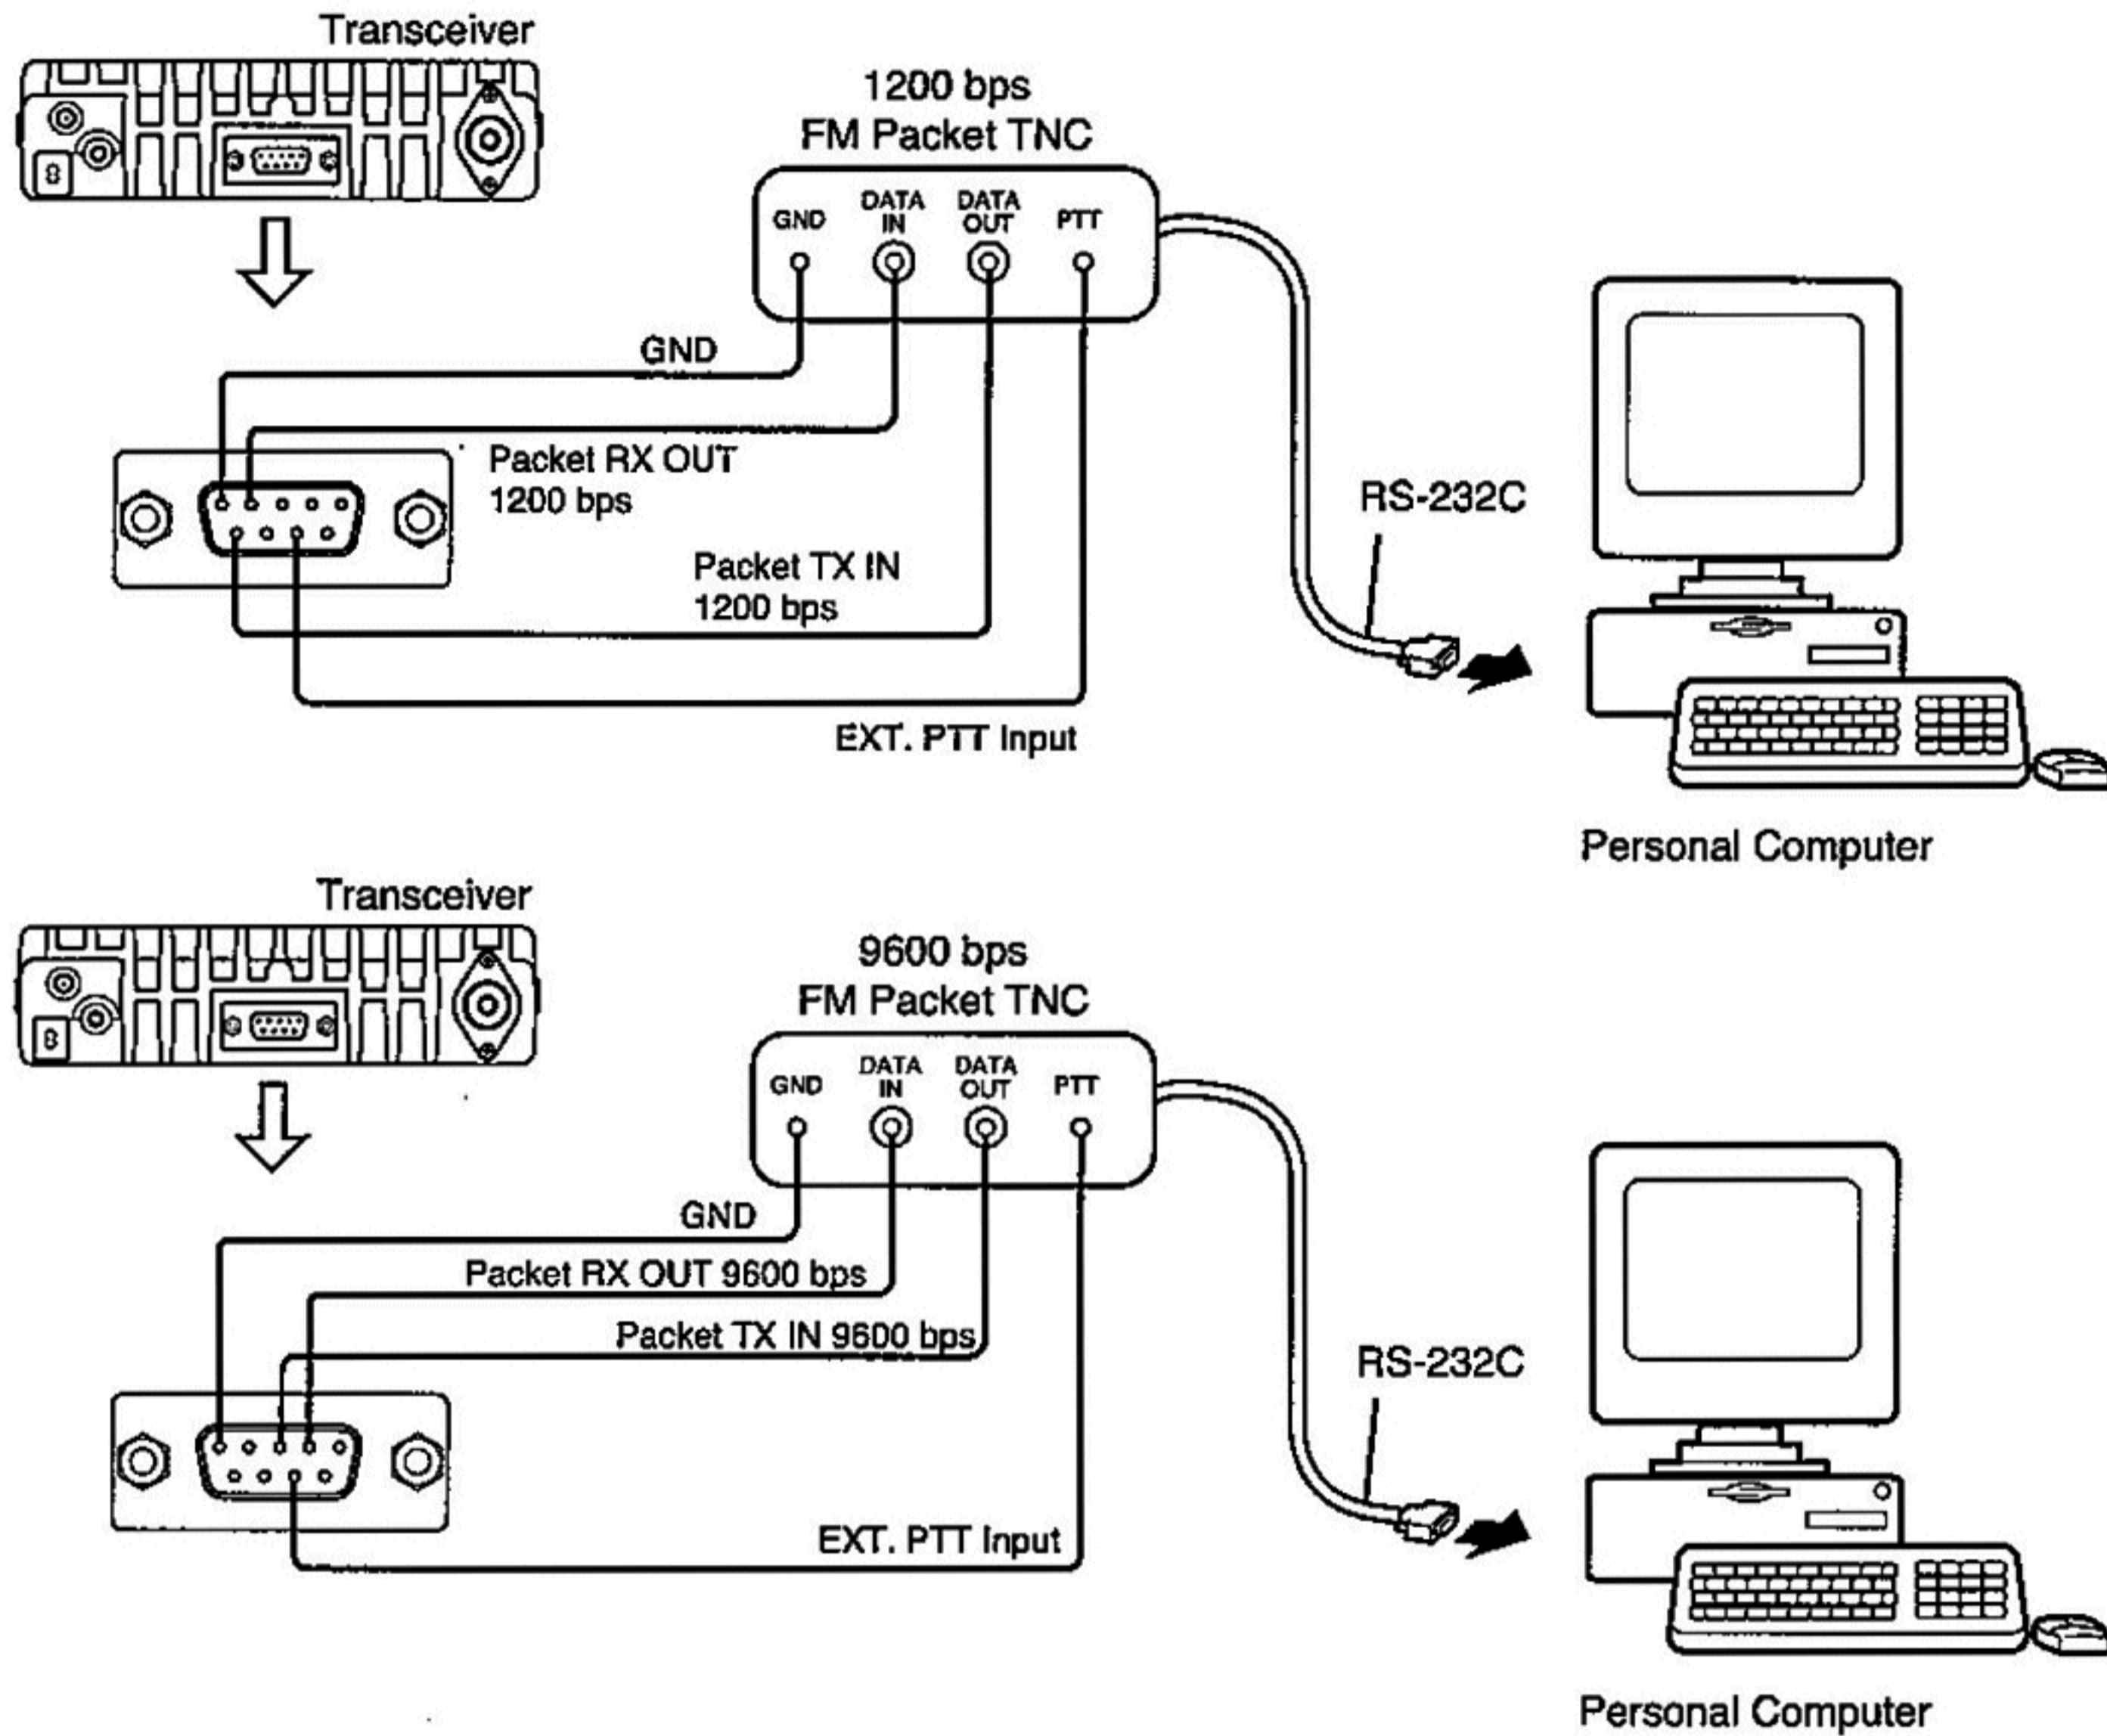 Transceiver
1200 bps
FM Packet TNC
GND
DATA
IN
DATA
OUT
PTT
GND
Packet RX OUT
1200 bps
RS-232C
Packet TX IN
1200 bps
EXT. PTT Input
Personal Computer
Transceiver
9600 bps
FM Packet TNC
GND
DATA
IN
DATA
OUT
PTT
GND
Packet RX OUT 9600 bps
Packet TX IN 9600 bps
RS-232C
EXT. PTT Input
Personal Computer